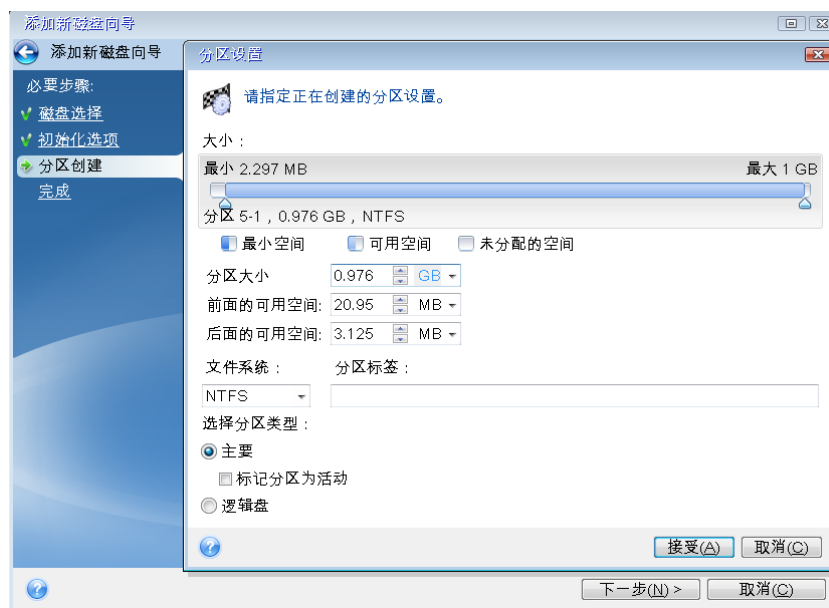 添加新磁盘向导
添加新磁盘向导
必要步骤:
磁盘选择
初始化选项
分区创建
完成
分区设置
请指定正在创建的分区设置。
大小：
最小 2.297 MB 最大 1 GB
分区 5-1 , 0.976 GB , NTFS
最小空间 可用空间 未分配的空间
分区大小 0.976 GB
前面的可用空间: 20.95 MB
后面的可用空间: 3.125 MB
文件系统： 分区标签：
NTFS
选择分区类型：
主要
标记分区为活动
逻辑盘
接受(A) 取消(C)
下一步(N) > 取消(C)